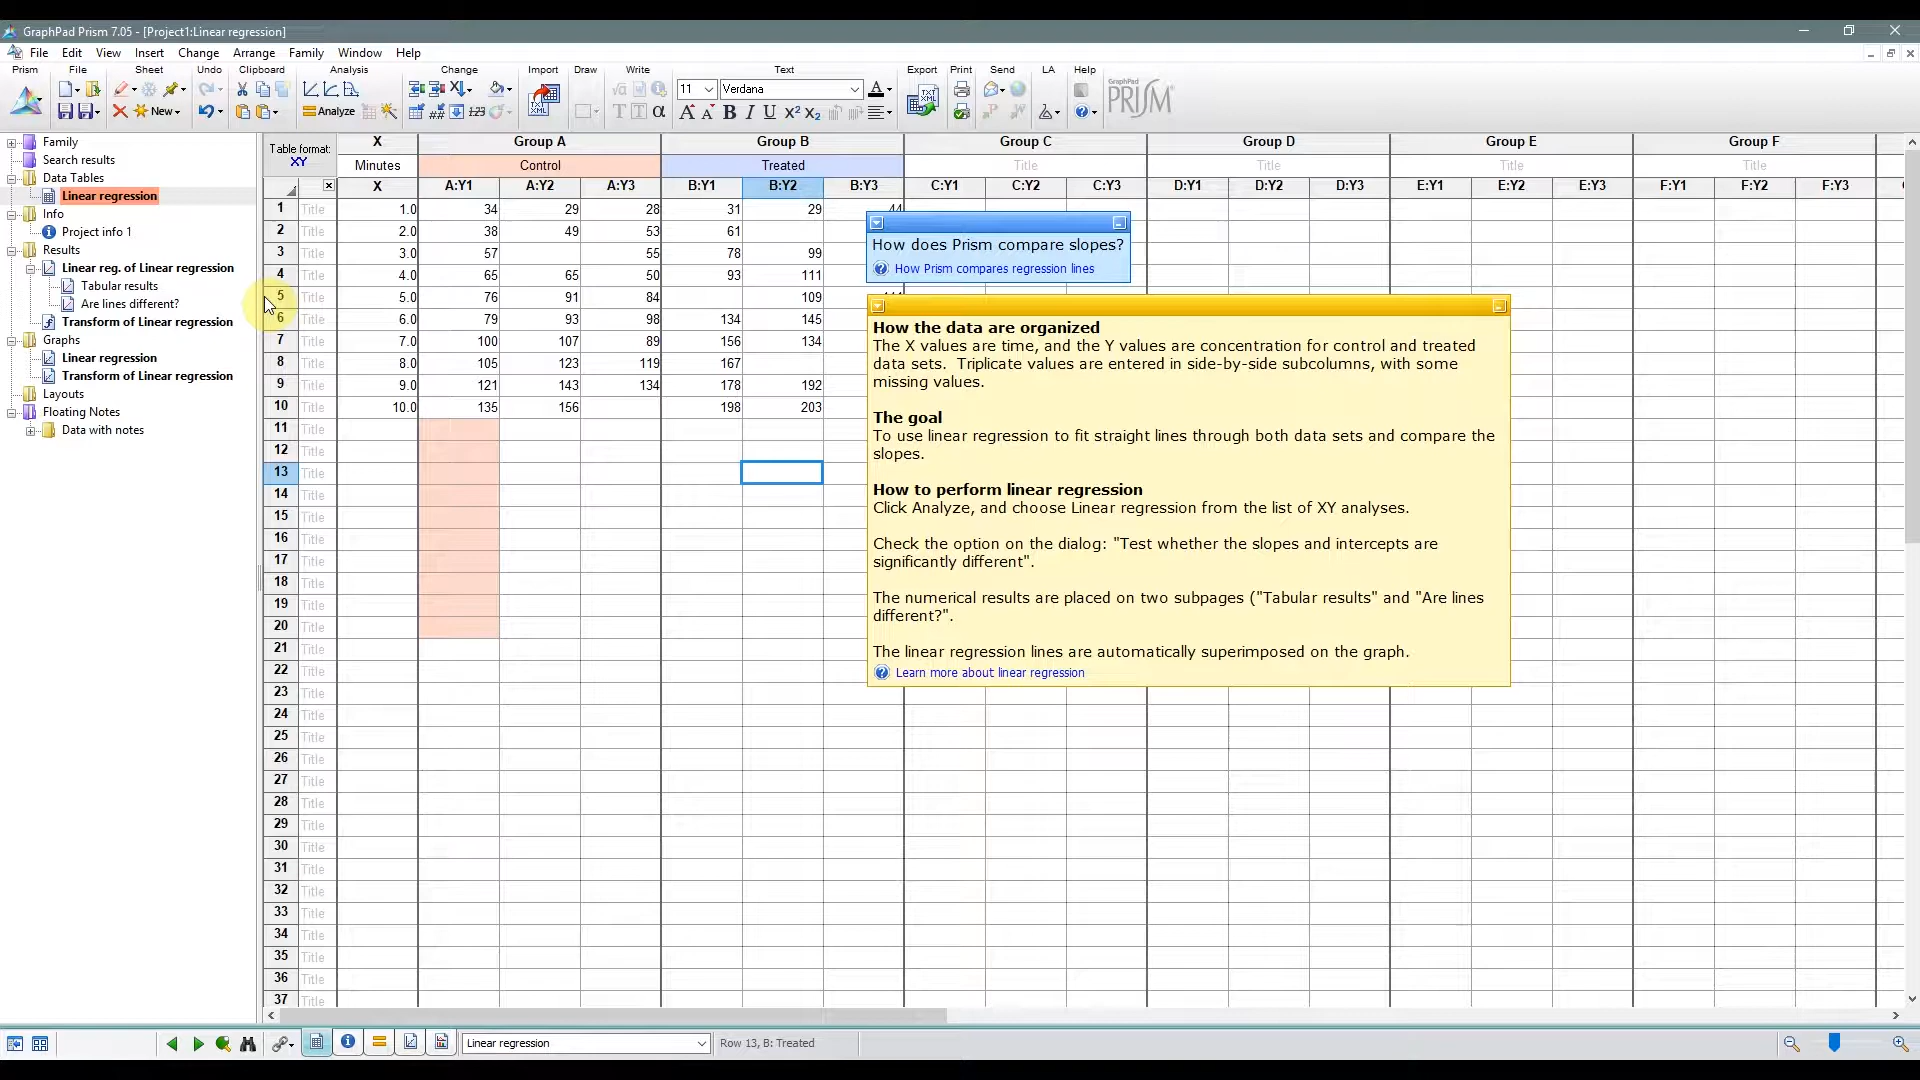 GraphPad Prism 7.05 - [Project1:Linear regression]
File Edit View Insert Change Arrange Family Window Help
Prism File Sheet Undo Clipboard Analysis Change Import Draw Write Text Export Print Send LA Help
11 Verdana
GraphPad PRISM
New Analyze
Family
Search results
Data Tables
Linear regression
Info
Project info 1
Results
Linear reg. of Linear regression
Tabular results
Are lines different?
Transform of Linear regression
Graphs
Linear regression
Transform of Linear regression
Layouts
Floating Notes
Data with notes
Table format:
XY
X Group A Group B Group C Group D Group E Group F
Minutes Control Treated Title Title Title Title
X A:Y1 A:Y2 A:Y3 B:Y1 B:Y2 B:Y3 C:Y1 C:Y2 C:Y3 D:Y1 D:Y2 D:Y3 E:Y1 E:Y2 E:Y3 F:Y1 F:Y2 F:Y3
1 Title 1.0 34 29 28 31 29 44
2 Title 2.0 38 49 53 61
3 Title 3.0 57 55 78 99
4 Title 4.0 65 65 50 93 111
5 Title 5.0 76 91 84 109
6 Title 6.0 79 93 98 134 145
7 Title 7.0 100 107 89 156 134
8 Title 8.0 105 123 119 167
9 Title 9.0 121 143 134 178 192
10 Title 10.0 135 156 198 203
11 Title
12 Title
13 Title
14 Title
15 Title
16 Title
17 Title
18 Title
19 Title
20 Title
21 Title
22 Title
23 Title
24 Title
25 Title
26 Title
27 Title
28 Title
29 Title
30 Title
31 Title
32 Title
33 Title
34 Title
35 Title
36 Title
37 Title
How does Prism compare slopes?
How Prism compares regression lines
How the data are organized
The X values are time, and the Y values are concentration for control and treated
data sets. Triplicate values are entered in side-by-side subcolumns, with some
missing values.
The goal
To use linear regression to fit straight lines through both data sets and compare the
slopes.
How to perform linear regression
Click Analyze, and choose Linear regression from the list of XY analyses.
Check the option on the dialog: "Test whether the slopes and intercepts are
significantly different".
The numerical results are placed on two subpages ("Tabular results" and "Are lines
different?").
The linear regression lines are automatically superimposed on the graph.
Learn more about linear regression
Linear regression
Row 13, B: Treated